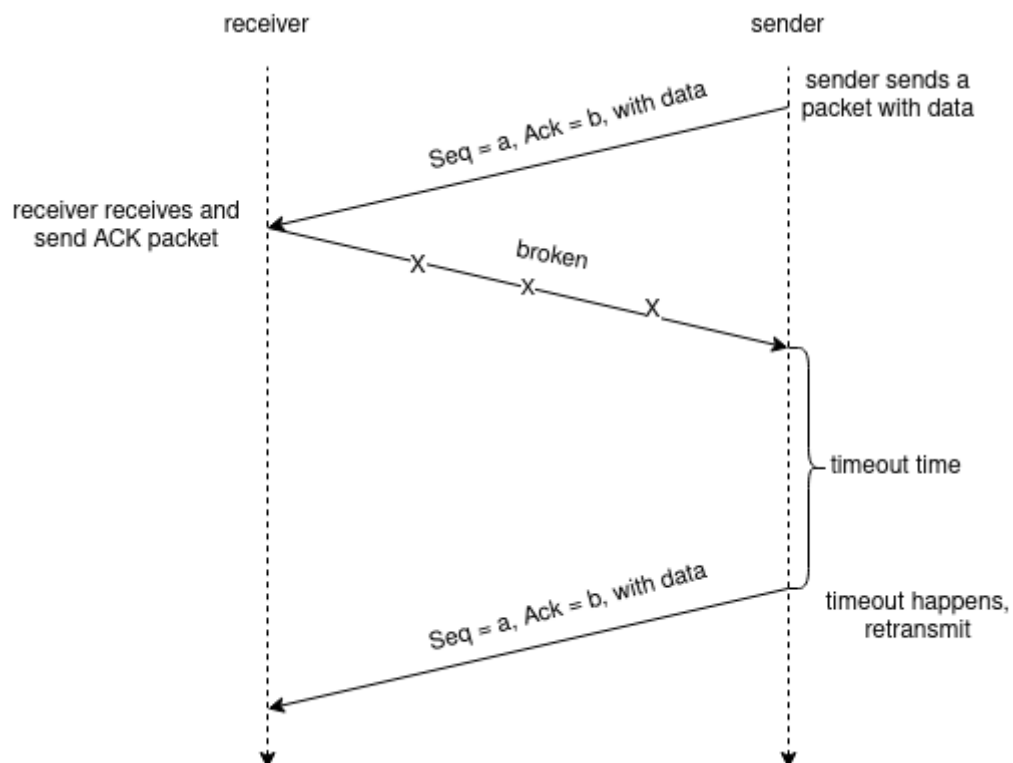 receiver
sender
sender sends a
packet with data
Seq = a, Ack = b, with data
receiver receives and
send ACK packet
broken
X
X
X
timeout time
Seq = a, Ack = b, with data
timeout happens,
retransmit